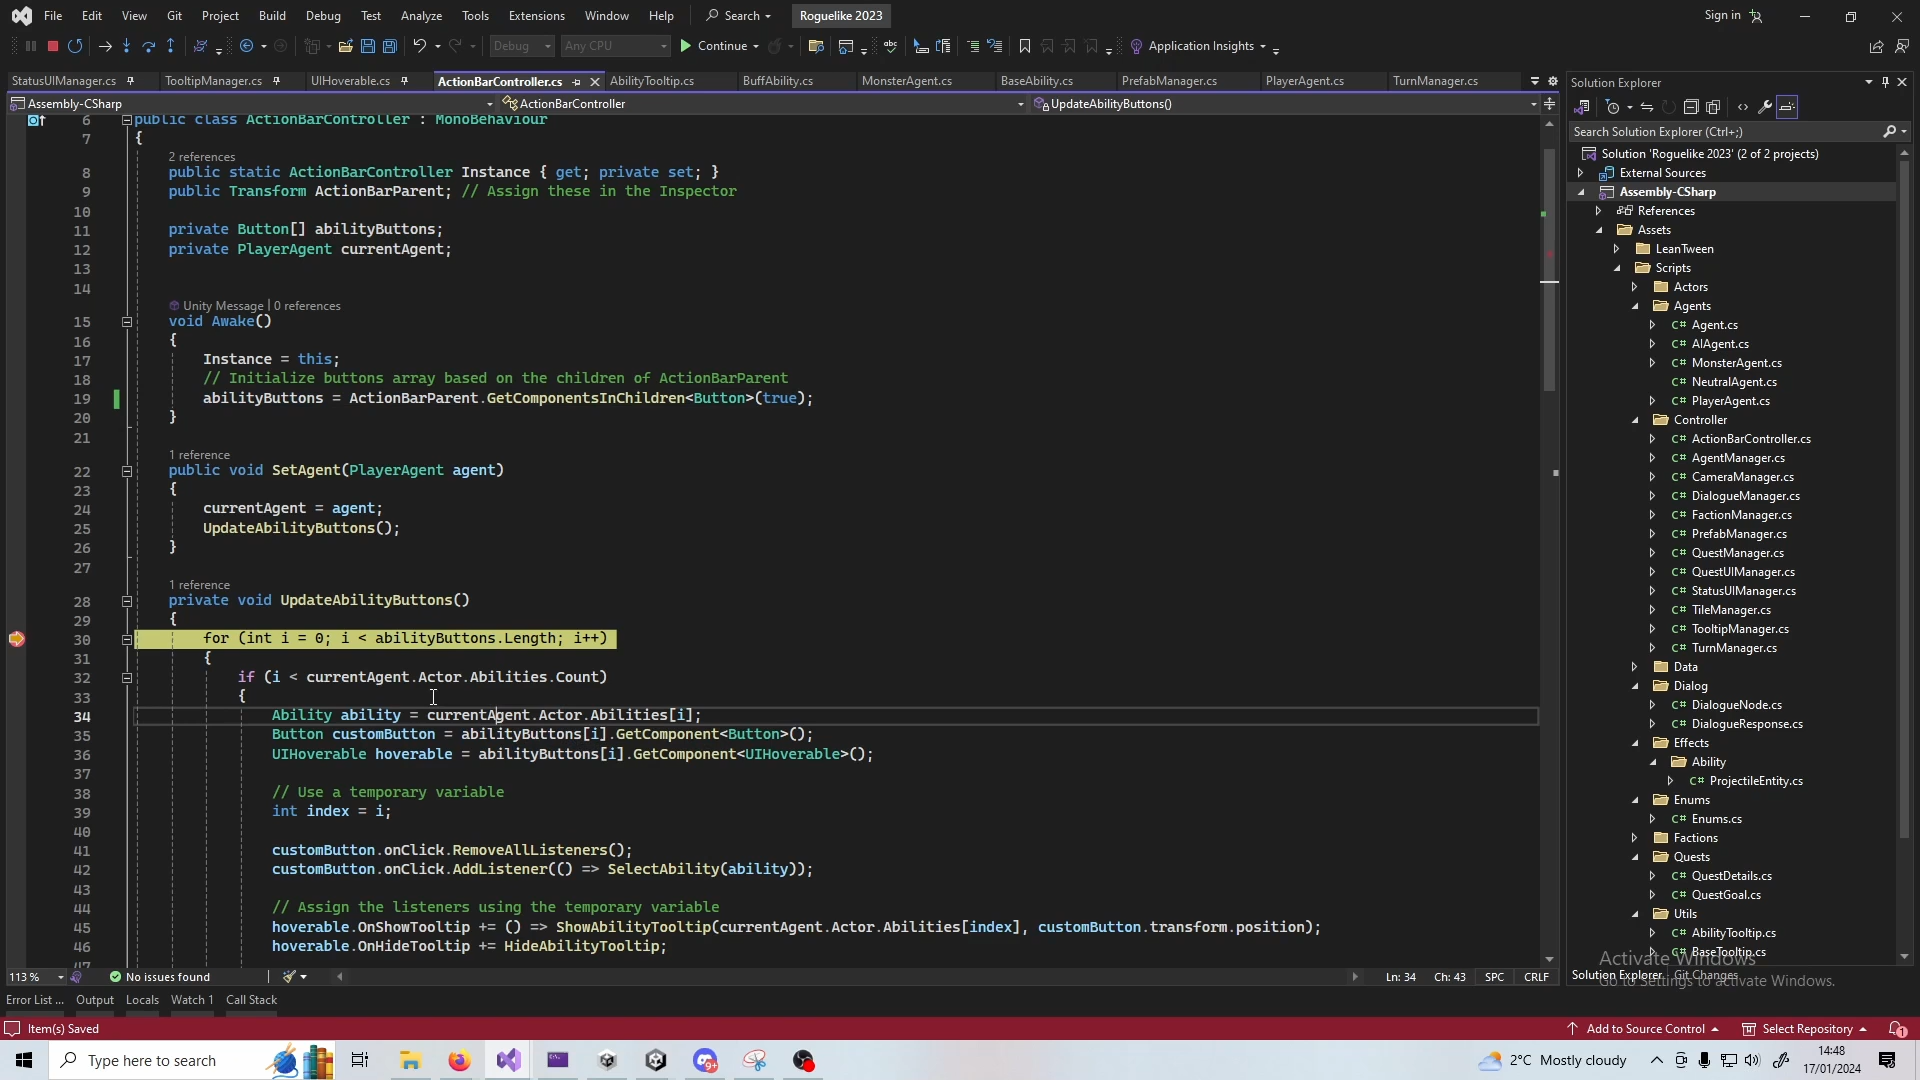 File Edit View Git Project Build Debug Test Analyze Tools Extensions Window Help Search Roguelike 2023 Sign in
Debug Any CPU Continue Application Insights
StatusUIManager.cs TooltipManager.cs UIHoverable.cs ActionBarController.cs AbilityTooltip.cs BuffAbility.cs MonsterAgent.cs BaseAbility.cs PrefabManager.cs PlayerAgent.cs TurnManager.cs
Assembly-CSharp ActionBarController UpdateAbilityButtons()
6 public class ActionBarController : MonoBehaviour
7 {
2 references
8 public static ActionBarController Instance { get; private set; }
9 public Transform ActionBarParent; // Assign these in the Inspector
10
11 private Button[] abilityButtons;
12 private PlayerAgent currentAgent;
13
14
Unity Message | 0 references
15 void Awake()
16 {
17 Instance = this;
18 // Initialize buttons array based on the children of ActionBarParent
19 abilityButtons = ActionBarParent.GetComponentsInChildren<Button>(true);
20 }
21
1 reference
22 public void SetAgent(PlayerAgent agent)
23 {
24 currentAgent = agent;
25 UpdateAbilityButtons();
26 }
27
1 reference
28 private void UpdateAbilityButtons()
29 {
30 for (int i = 0; i < abilityButtons.Length; i++)
31 {
32 if (i < currentAgent.Actor.Abilities.Count)
33 {
34 Ability ability = currentAgent.Actor.Abilities[i];
35 Button customButton = abilityButtons[i].GetComponent<Button>();
36 UIHoverable hoverable = abilityButtons[i].GetComponent<UIHoverable>();
37
38 // Use a temporary variable
39 int index = i;
40
41 customButton.onClick.RemoveAllListeners();
42 customButton.onClick.AddListener(() => SelectAbility(ability));
43
44 // Assign the listeners using the temporary variable
45 hoverable.OnShowTooltip += () => ShowAbilityTooltip(currentAgent.Actor.Abilities[index], customButton.transform.position);
46 hoverable.OnHideTooltip += HideAbilityTooltip;
47
113 % No issues found Ln: 34 Ch: 43 SPC CRLF
Error List ... Output Locals Watch 1 Call Stack
Solution Explorer
Search Solution Explorer (Ctrl+;)
Solution 'Roguelike 2023' (2 of 2 projects)
External Sources
Assembly-CSharp
References
Assets
LeanTween
Scripts
Actors
Agents
C# Agent.cs
C# AIAgent.cs
C# MonsterAgent.cs
C# NeutralAgent.cs
C# PlayerAgent.cs
Controller
C# ActionBarController.cs
C# AgentManager.cs
C# CameraManager.cs
C# DialogueManager.cs
C# FactionManager.cs
C# PrefabManager.cs
C# QuestManager.cs
C# QuestUIManager.cs
C# StatusUIManager.cs
C# TileManager.cs
C# TooltipManager.cs
C# TurnManager.cs
Data
Dialog
C# DialogueNode.cs
C# DialogueResponse.cs
Effects
Ability
C# ProjectileEntity.cs
Enums
C# Enums.cs
Factions
Quests
C# QuestDetails.cs
C# QuestGoal.cs
Utils
C# AbilityTooltip.cs
C# BaseTooltip.cs
Solution Explorer Git Changes
Activate Windows
Go to Settings to activate Windows.
Item(s) Saved Add to Source Control Select Repository 1
Type here to search 9+ 2°C Mostly cloudy 14:48
17/01/2024